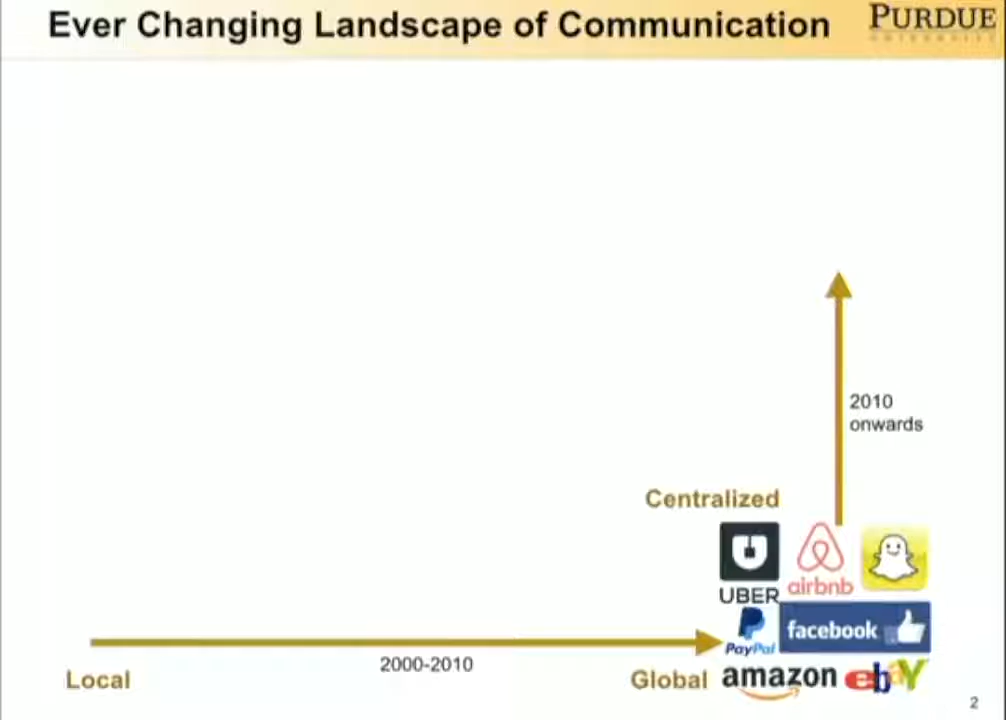 Ever Changing Landscape of Communication
PURDUE
2010
onwards
Centralized
UBER
airbnb
PayPal
facebook
2000-2010
Local
Global
amazon
ebay
2